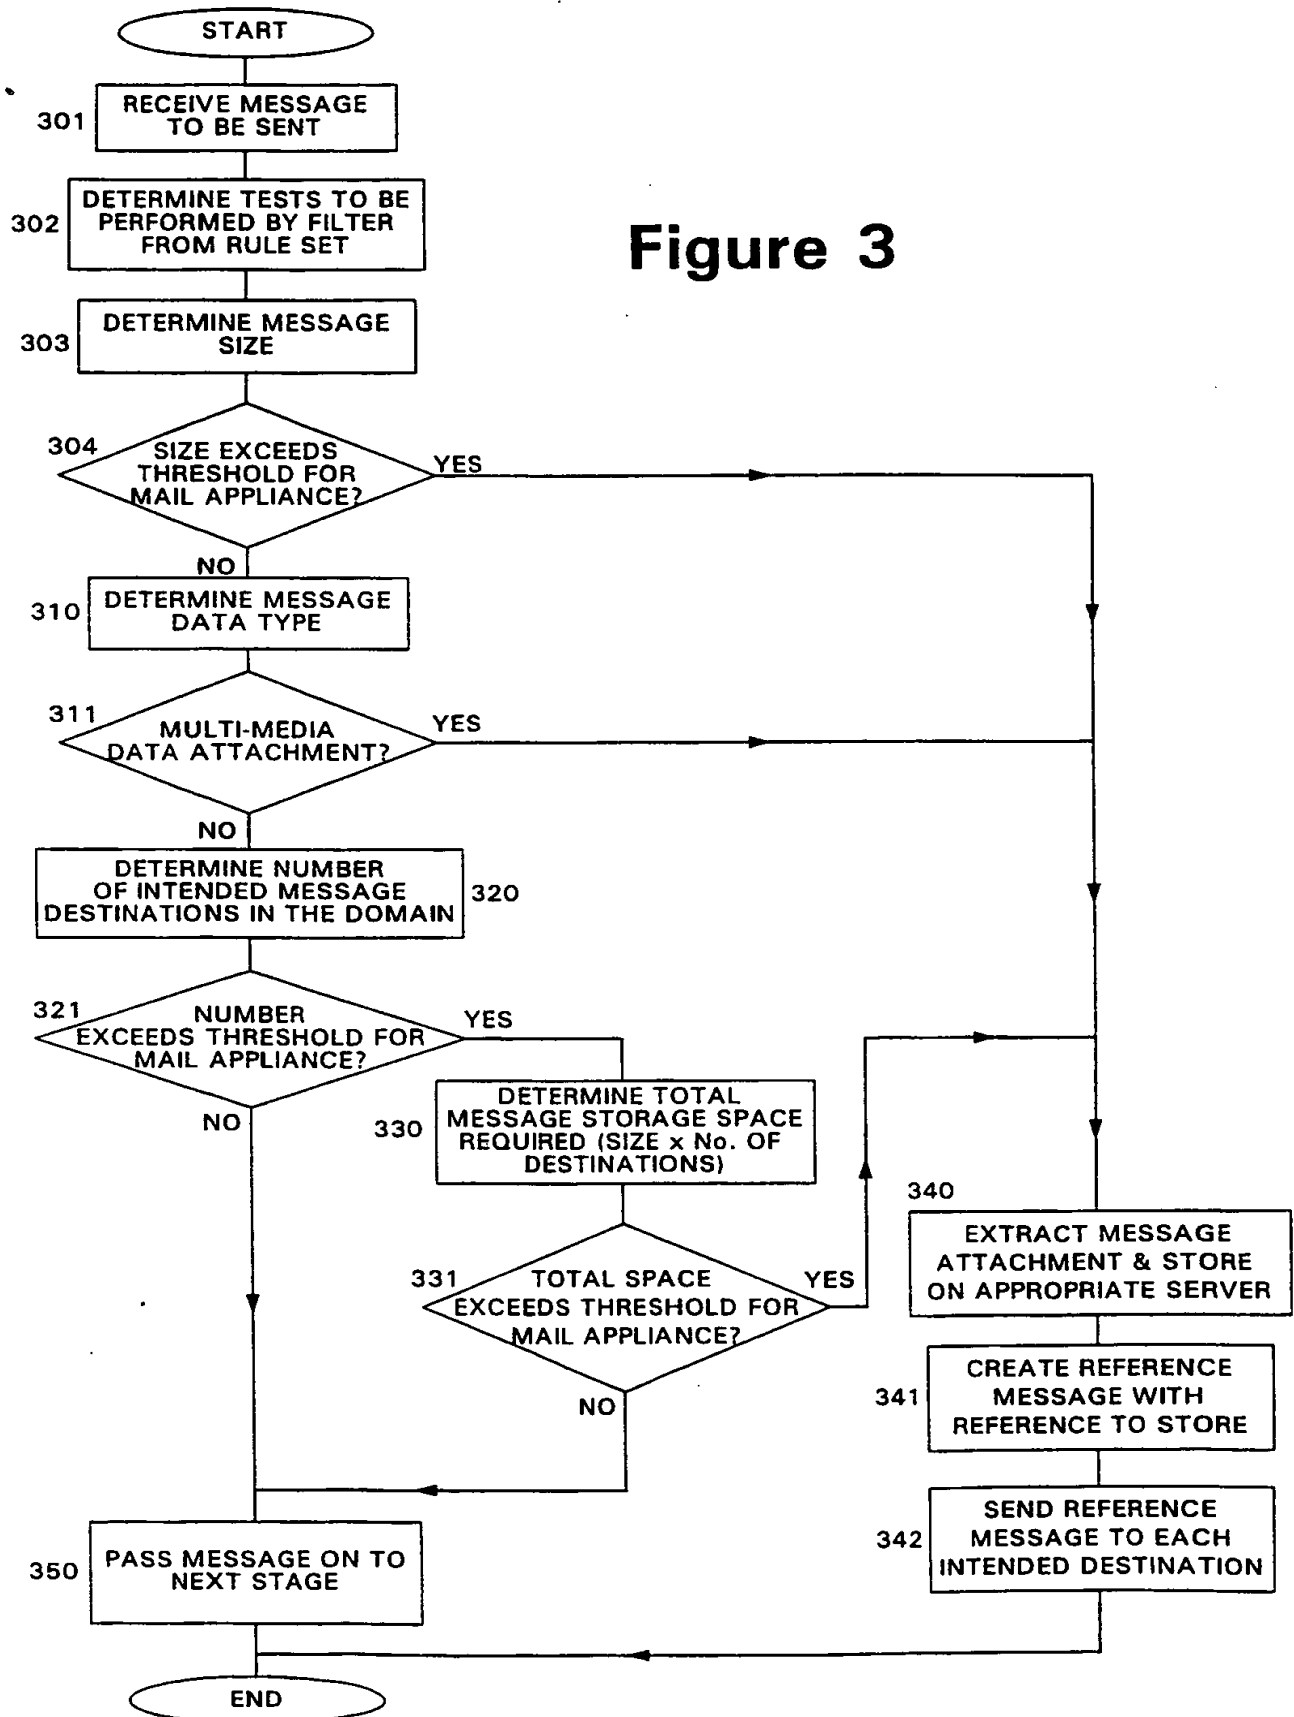 START
301
RECEIVE MESSAGE
TO BE SENT
302
DETERMINE TESTS TO BE
PERFORMED BY FILTER
FROM RULE SET
Figure 3
303
DETERMINE MESSAGE
SIZE
304
SIZE EXCEEDS
THRESHOLD FOR
MAIL APPLIANCE?
YES
NO
310
DETERMINE MESSAGE
DATA TYPE
311
MULTI-MEDIA
DATA ATTACHMENT?
YES
NO
DETERMINE NUMBER
OF INTENDED MESSAGE
DESTINATIONS IN THE DOMAIN
320
321
NUMBER
EXCEEDS THRESHOLD FOR
MAIL APPLIANCE?
YES
NO
330
DETERMINE TOTAL
MESSAGE STORAGE SPACE
REQUIRED (SIZE x No. OF
DESTINATIONS)
331
TOTAL SPACE
EXCEEDS THRESHOLD FOR
MAIL APPLIANCE?
YES
NO
340
EXTRACT MESSAGE
ATTACHMENT & STORE
ON APPROPRIATE SERVER
341
CREATE REFERENCE
MESSAGE WITH
REFERENCE TO STORE
342
SEND REFERENCE
MESSAGE TO EACH
INTENDED DESTINATION
350
PASS MESSAGE ON TO
NEXT STAGE
END